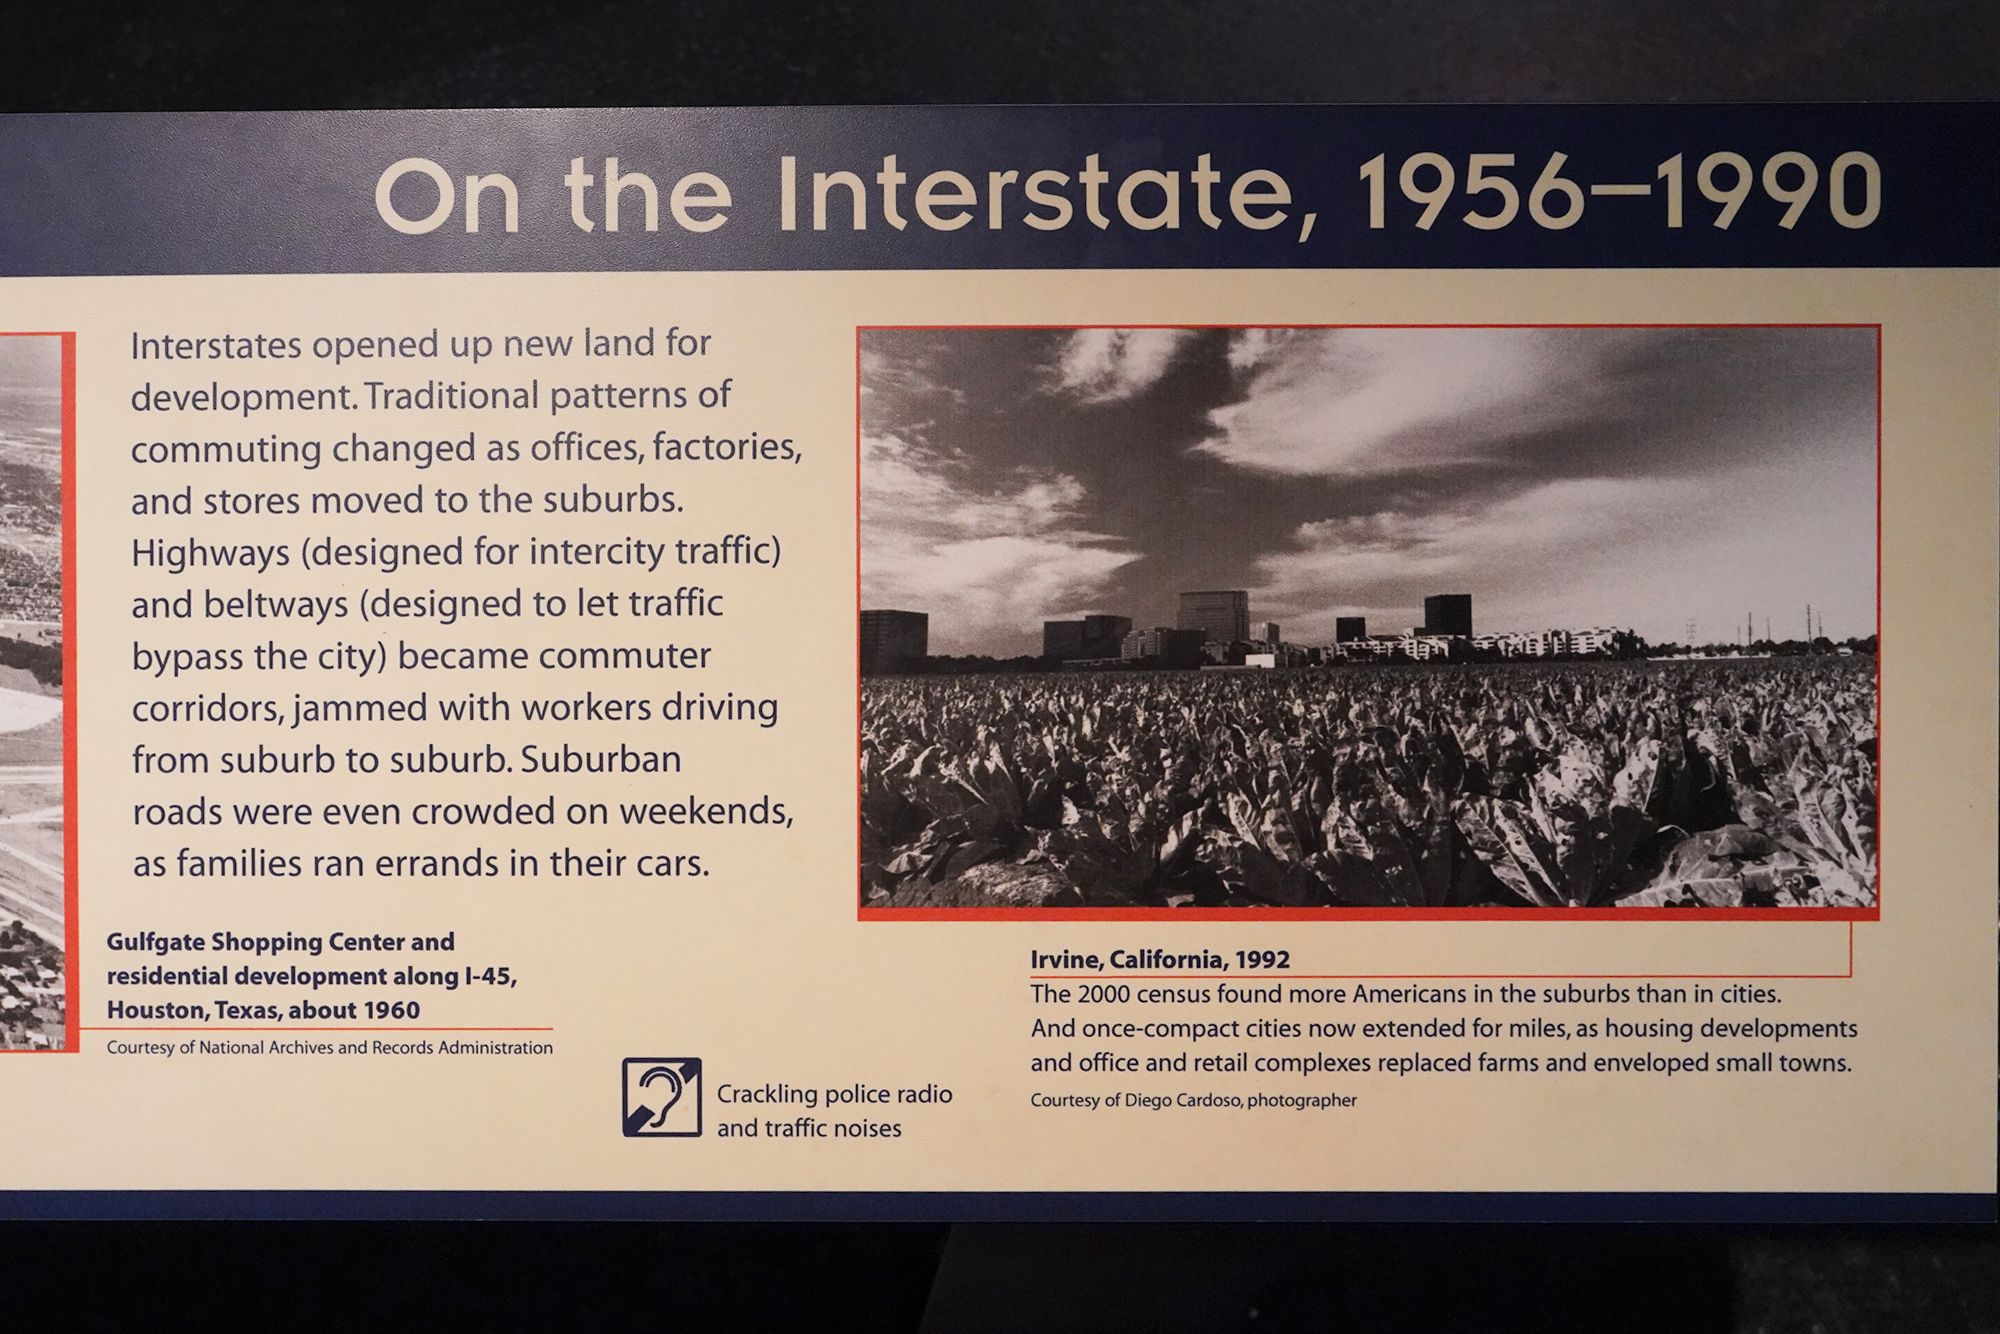 On the Interstate, 1956–1990
Interstates opened up new land for
development. Traditional patterns of
commuting changed as offices, factories,
and stores moved to the suburbs.
Highways (designed for intercity traffic)
and beltways (designed to let traffic
bypass the city) became commuter
corridors, jammed with workers driving
from suburb to suburb. Suburban
roads were even crowded on weekends,
as families ran errands in their cars.
Gulfgate Shopping Center and
residential development along I-45,
Houston, Texas, about 1960
Courtesy of National Archives and Records Administration
Crackling police radio
and traffic noises
Irvine, California, 1992
The 2000 census found more Americans in the suburbs than in cities.
And once-compact cities now extended for miles, as housing developments
and office and retail complexes replaced farms and enveloped small towns.
Courtesy of Diego Cardoso, photographer